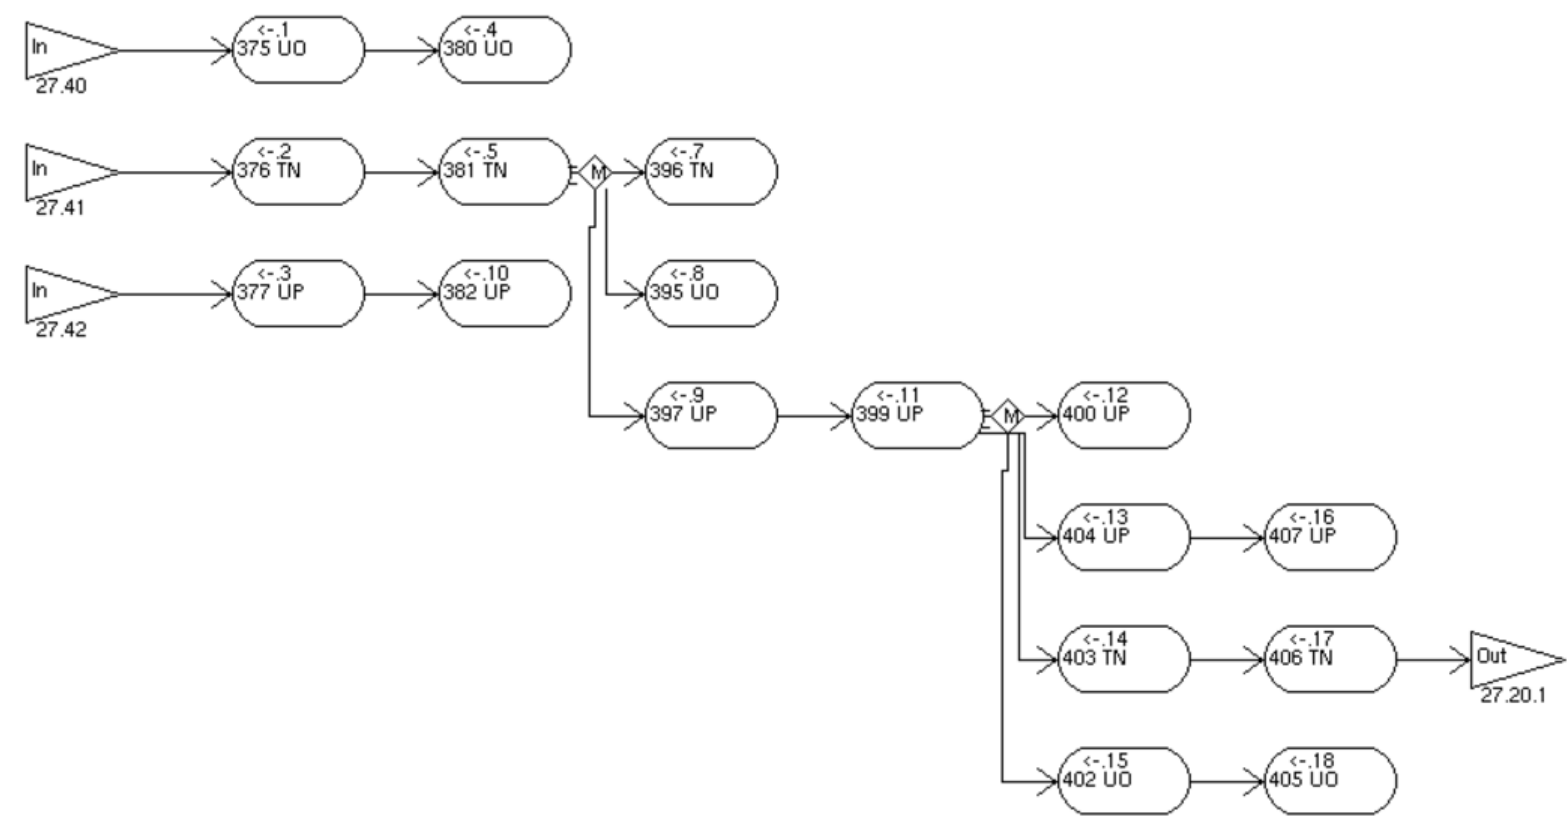 In
27.40
<-.1
375 UO
<-.4
380 UO
In
27.41
<-.2
376 TN
<-.5
381 TN
M
<-.7
396 TN
In
27.42
<-.3
377 UP
<-.10
382 UP
<-.8
395 UO
<-.9
397 UP
<-.11
399 UP
M
<-.12
400 UP
<-.13
404 UP
<-.16
407 UP
<-.14
403 TN
<-.17
406 TN
Out
27.20.1
<-.15
402 UO
<-.18
405 UO